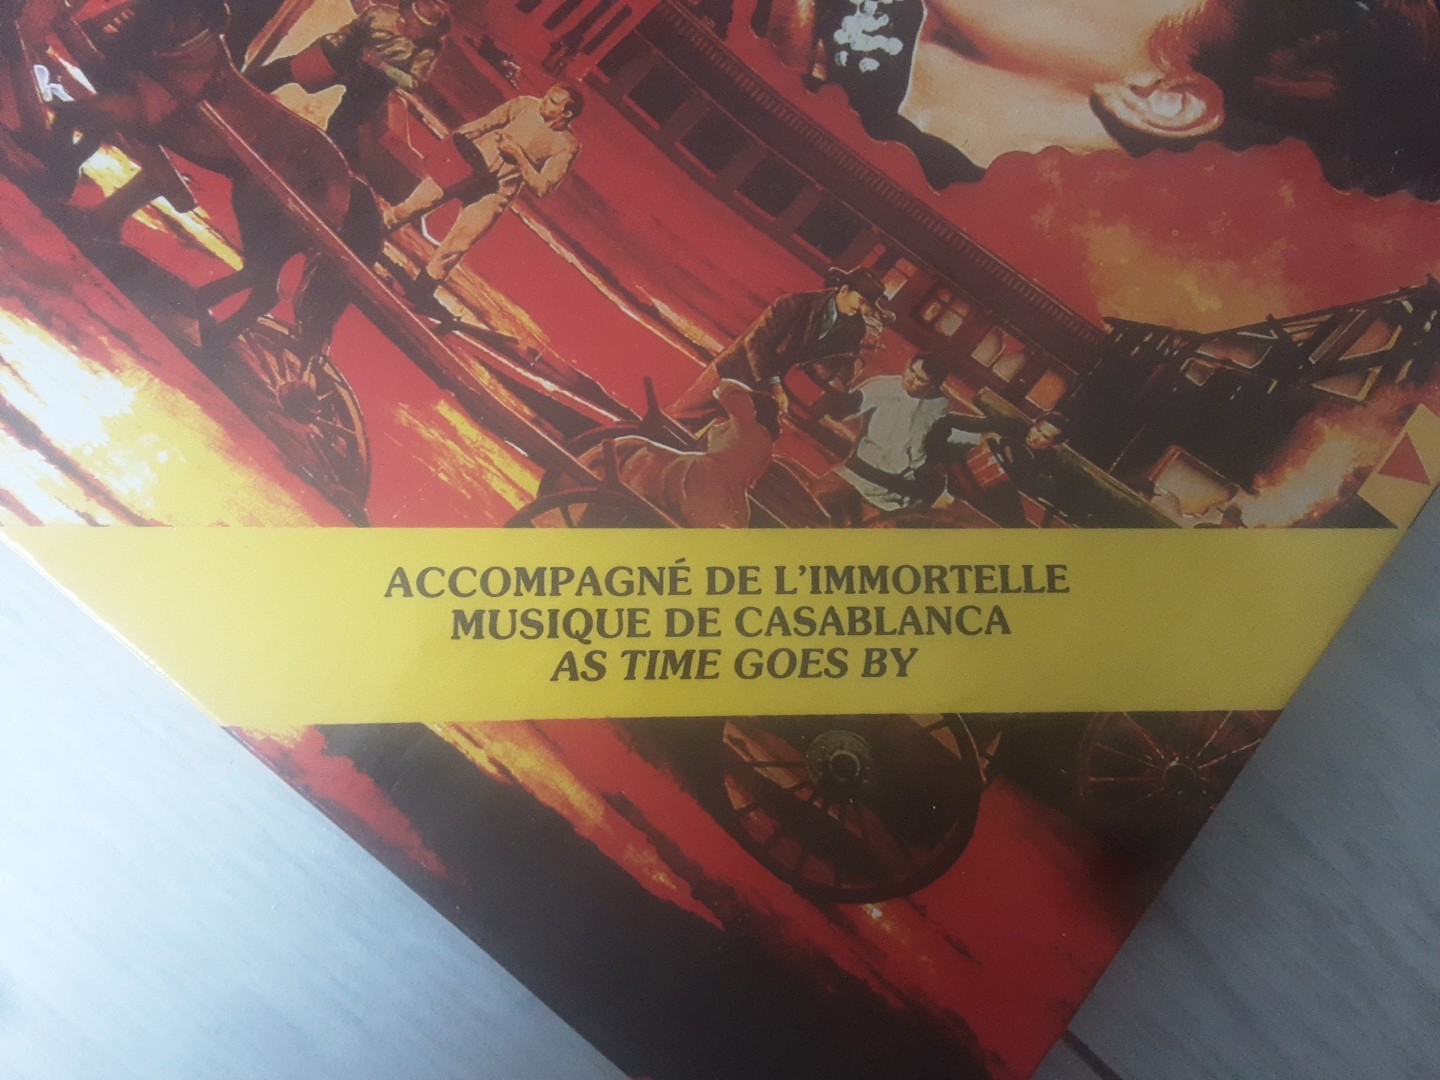 ACCOMPAGNÉ DE L'IMMORTELLE
MUSIQUE DE CASABLANCA
AS TIME GOES BY